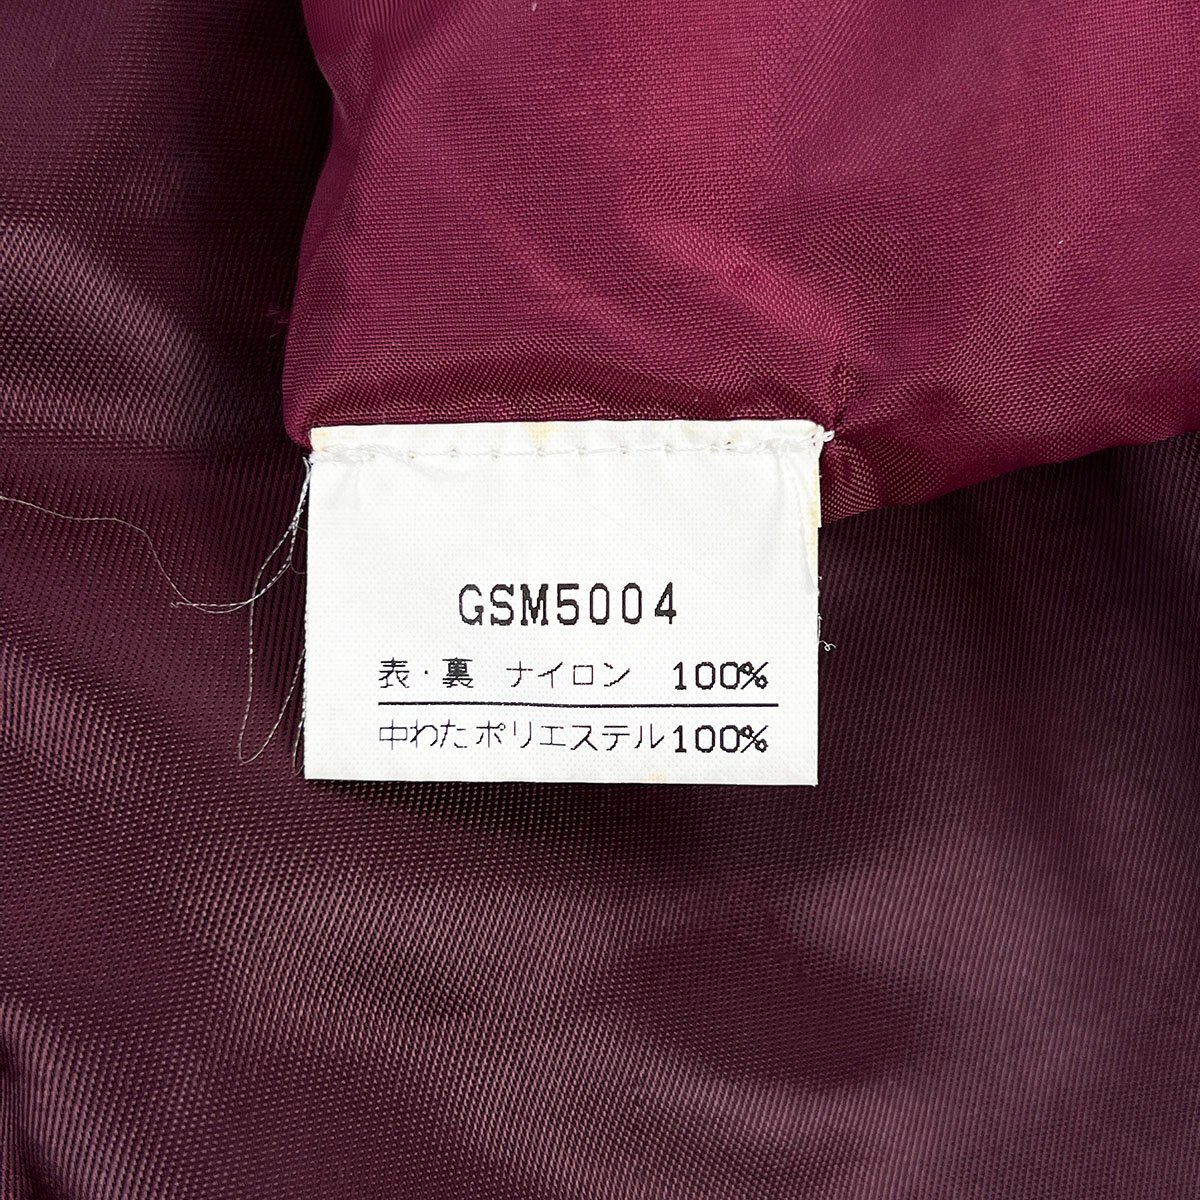 GSM5004
表・裏 ナイロン 100%
中わたポリエステル100%